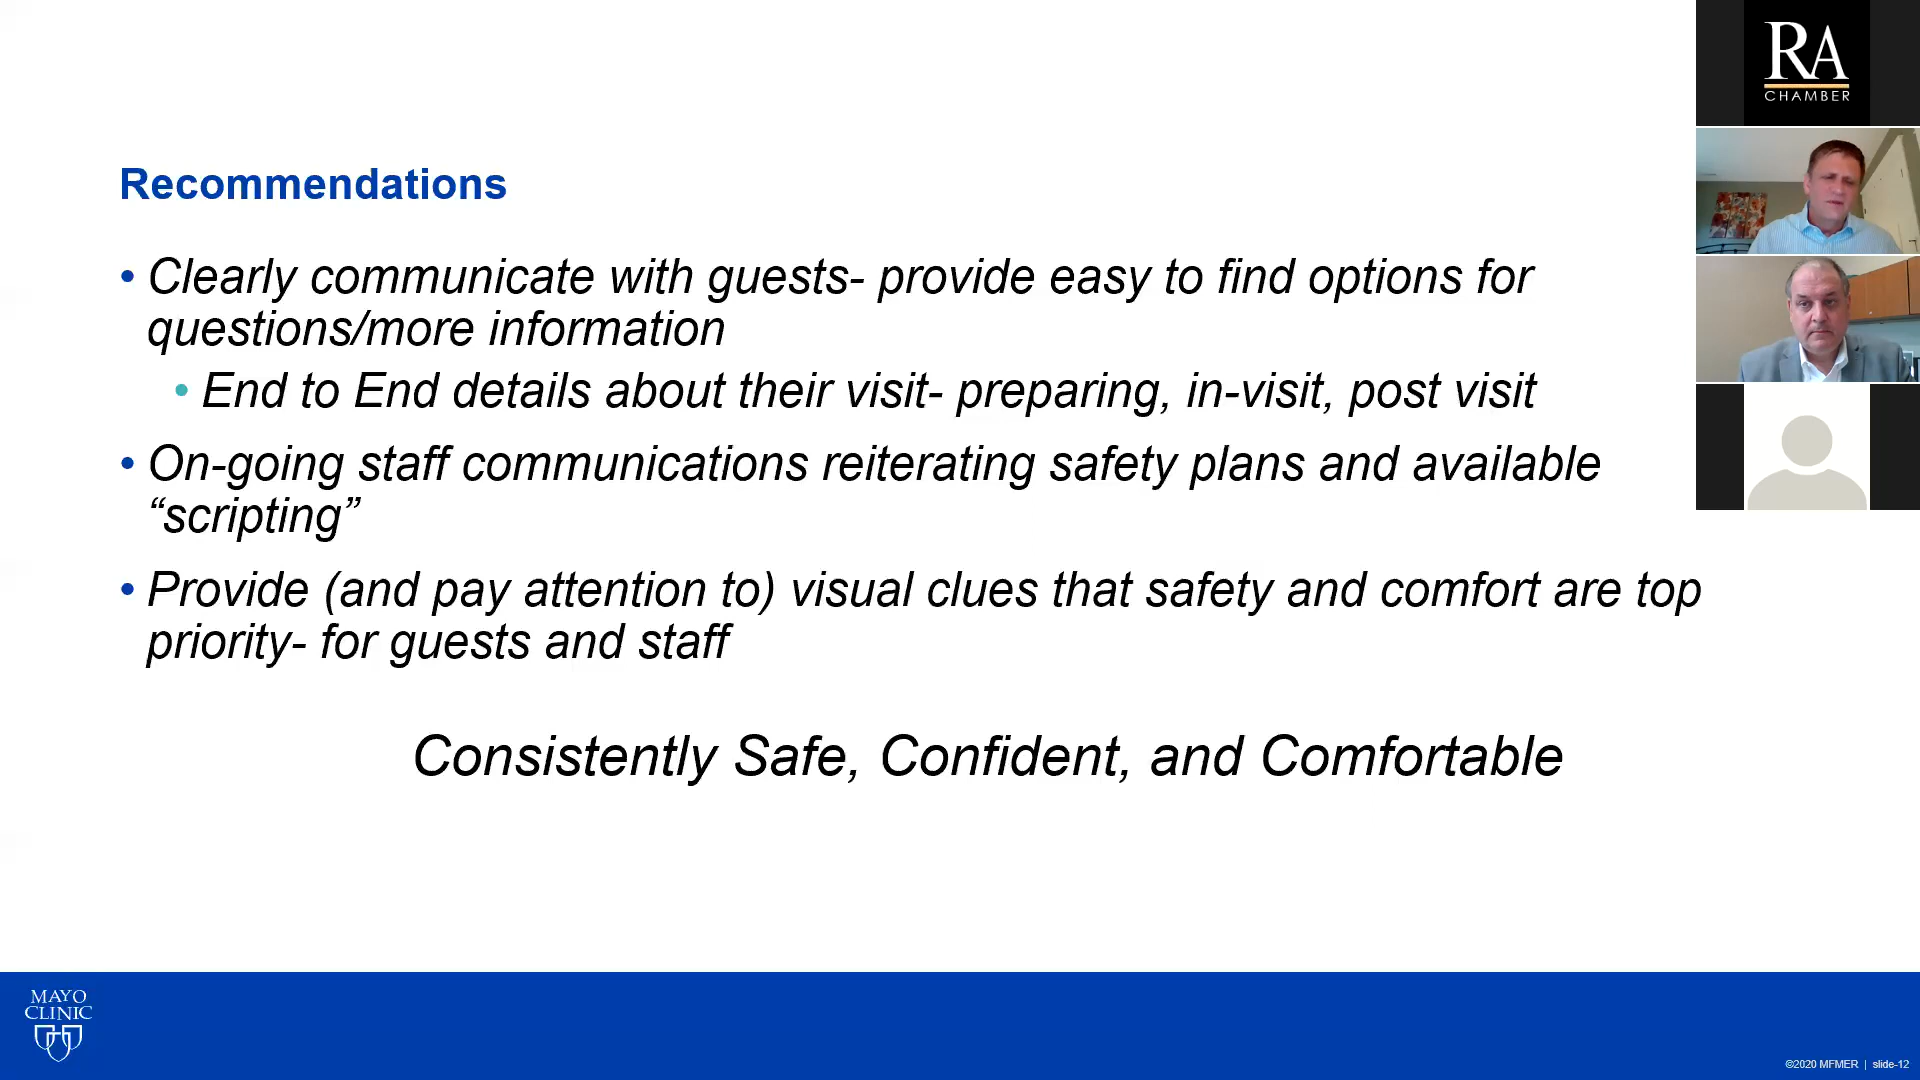 RA
CHAMBER
Recommendations
• Clearly communicate with guests- provide easy to find options for
questions/more information
• End to End details about their visit- preparing, in-visit, post visit
• On-going staff communications reiterating safety plans and available
“scripting”
• Provide (and pay attention to) visual clues that safety and comfort are top
priority- for guests and staff
Consistently Safe, Confident, and Comfortable
MAYO
CLINIC
©2020 MFMER | slide-12